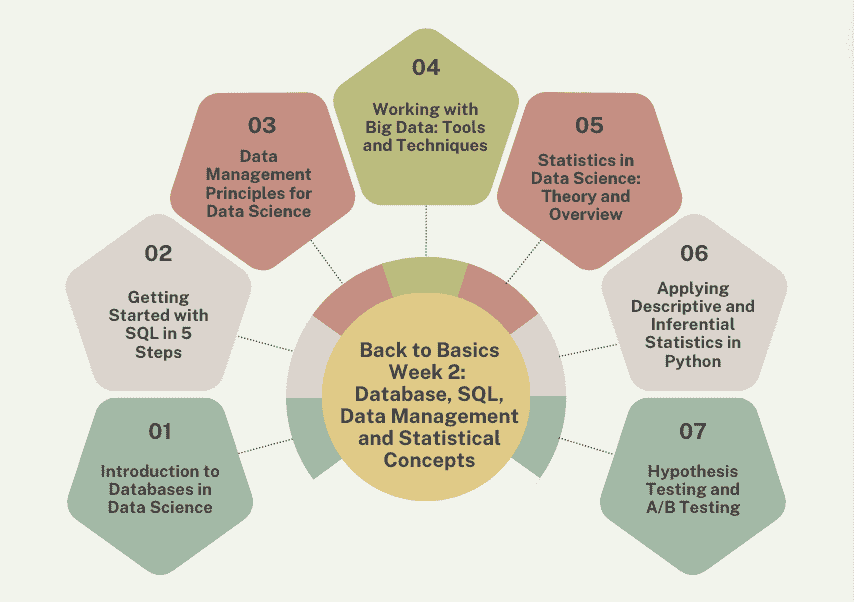 04
Working with
Big Data: Tools
and Techniques
03
Data
Management
Principles for
Data Science
05
Statistics in
Data Science:
Theory and
Overview
02
Getting
Started with
SQL in 5
Steps
06
Applying
Descriptive and
Inferential
Statistics in
Python
Back to Basics
Week 2:
Database, SQL,
Data Management
and Statistical
Concepts
01
Introduction to
Databases in
Data Science
07
Hypothesis
Testing and
A/B Testing